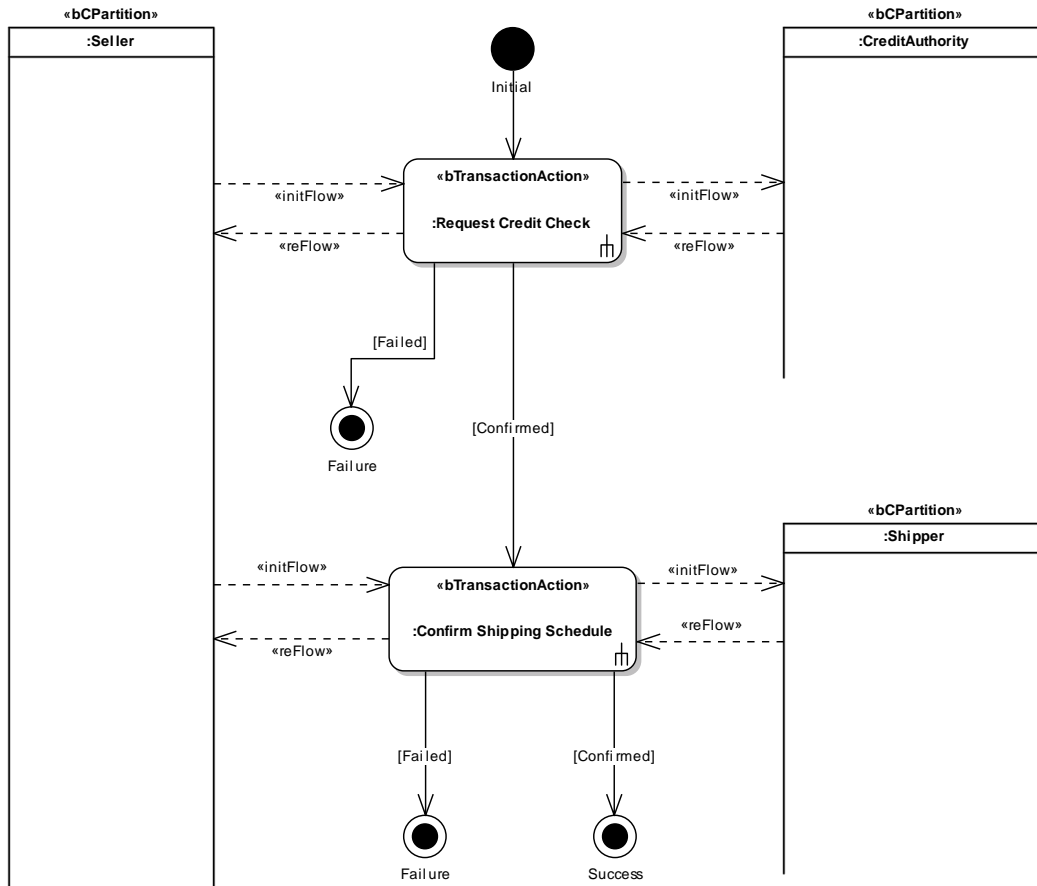 «bCPartition»
:Seller
«bCPartition»
:CreditAuthority
Initial
«bTransactionAction»
:Request Credit Check
«initFlow»
«initFlow»
«reFlow»
«reFlow»
[Failed]
Failure
[Confirmed]
«bCPartition»
:Shipper
«initFlow»
«bTransactionAction»
:Confirm Shipping Schedule
«initFlow»
«reFlow»
«reFlow»
[Failed]
[Confirmed]
Failure
Success